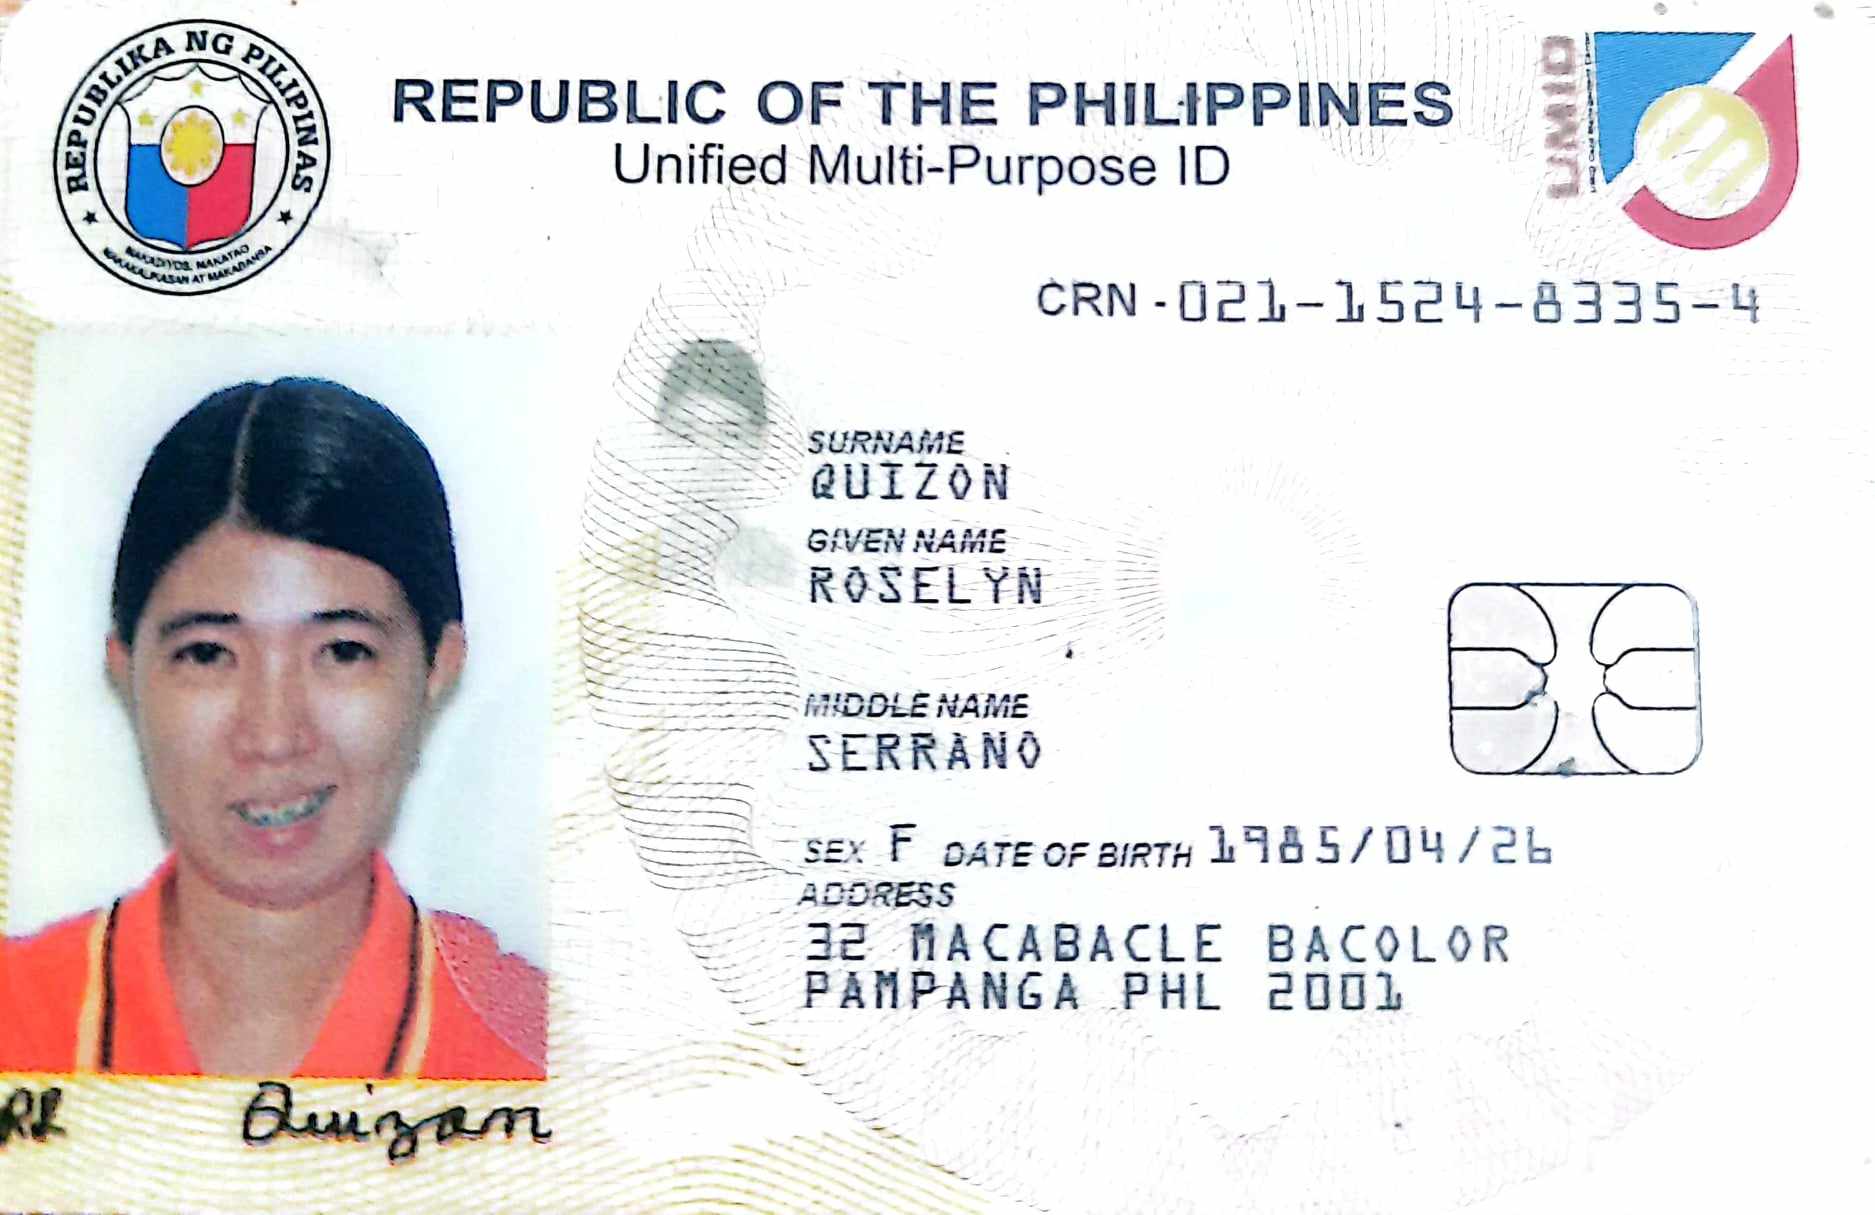 REPUBLIKA NG PILIPINAS
MAKADIYOS, MAKATAO
MAKAKALIKASAN AT MAKABANSA
REPUBLIC OF THE PHILIPPINES
Unified Multi-Purpose ID
UMID
CRN - 021-1524-8335-4
SURNAME
QUIZON
GIVEN NAME
ROSELYN
MIDDLE NAME
SERRANO
SEX F DATE OF BIRTH 1985/04/26
ADDRESS
32 MACABACLE BACOLOR
PAMPANGA PHL 2001
Quizon